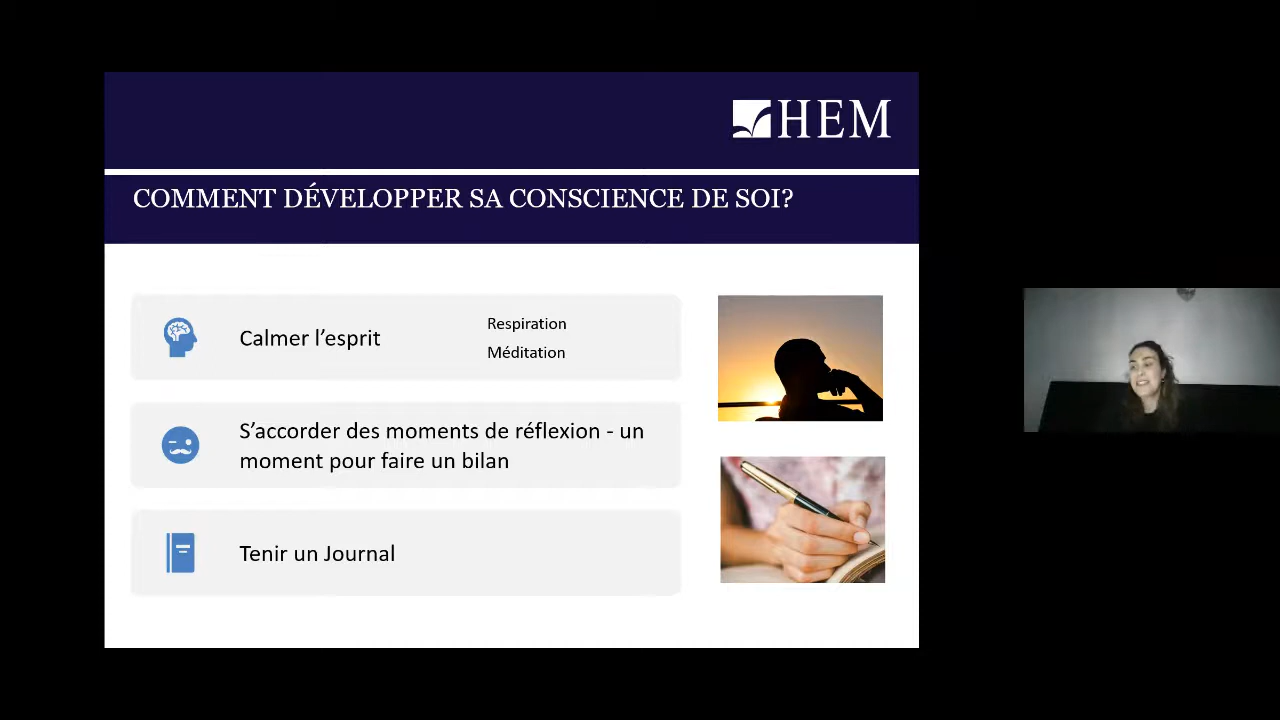 HEM
COMMENT DÉVELOPPER SA CONSCIENCE DE SOI?
Calmer l’esprit
Respiration
Méditation
S’accorder des moments de réflexion - un
moment pour faire un bilan
Tenir un Journal